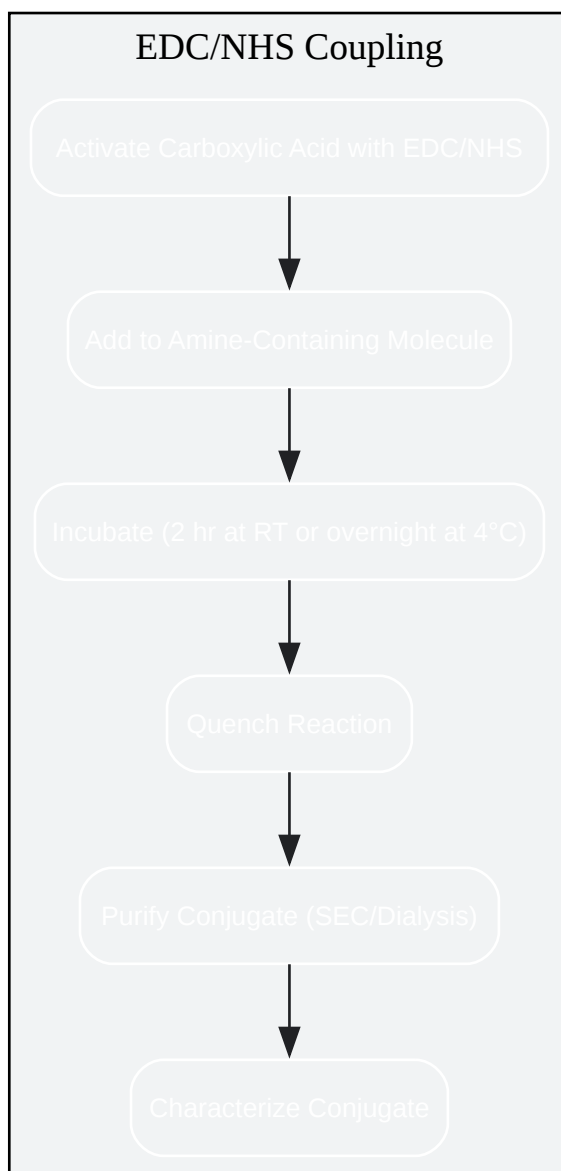 EDC/NHS Coupling
Activate Carboxylic Acid with EDC/NHS
Add to Amine-Containing Molecule
Incubate (2 hr at RT or overnight at 4°C)
Quench Reaction
Purify Conjugate (SEC/Dialysis)
Characterize Conjugate